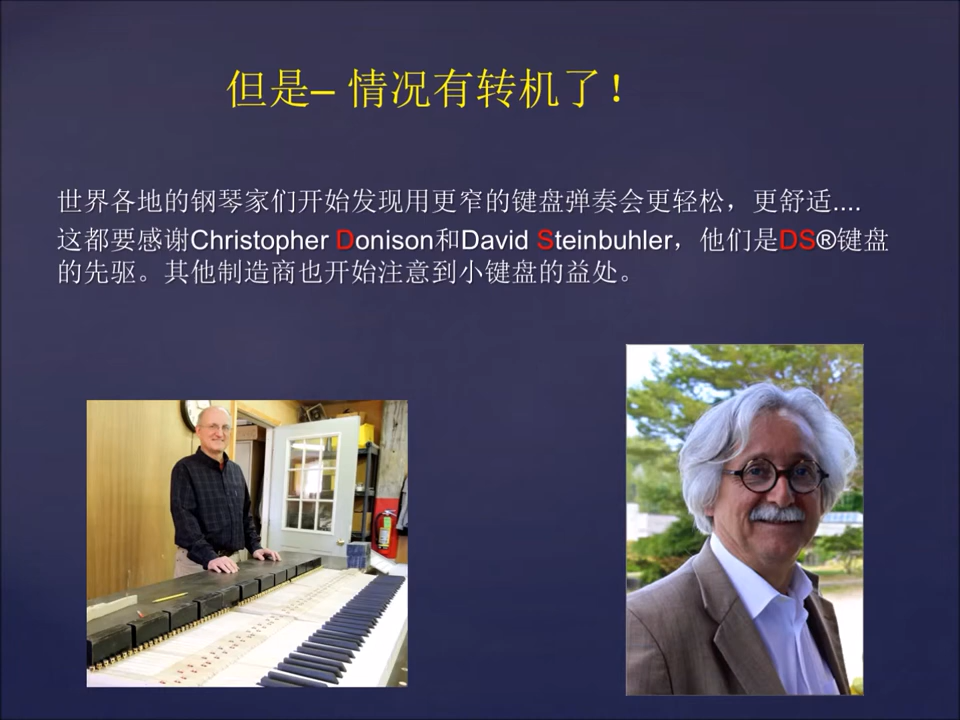 但是– 情况有转机了！
世界各地的钢琴家们开始发现用更窄的键盘弹奏会更轻松，更舒适....
这都要感谢Christopher Donison和David Steinbuhler，他们是DS®键盘
的先驱。其他制造商也开始注意到小键盘的益处。